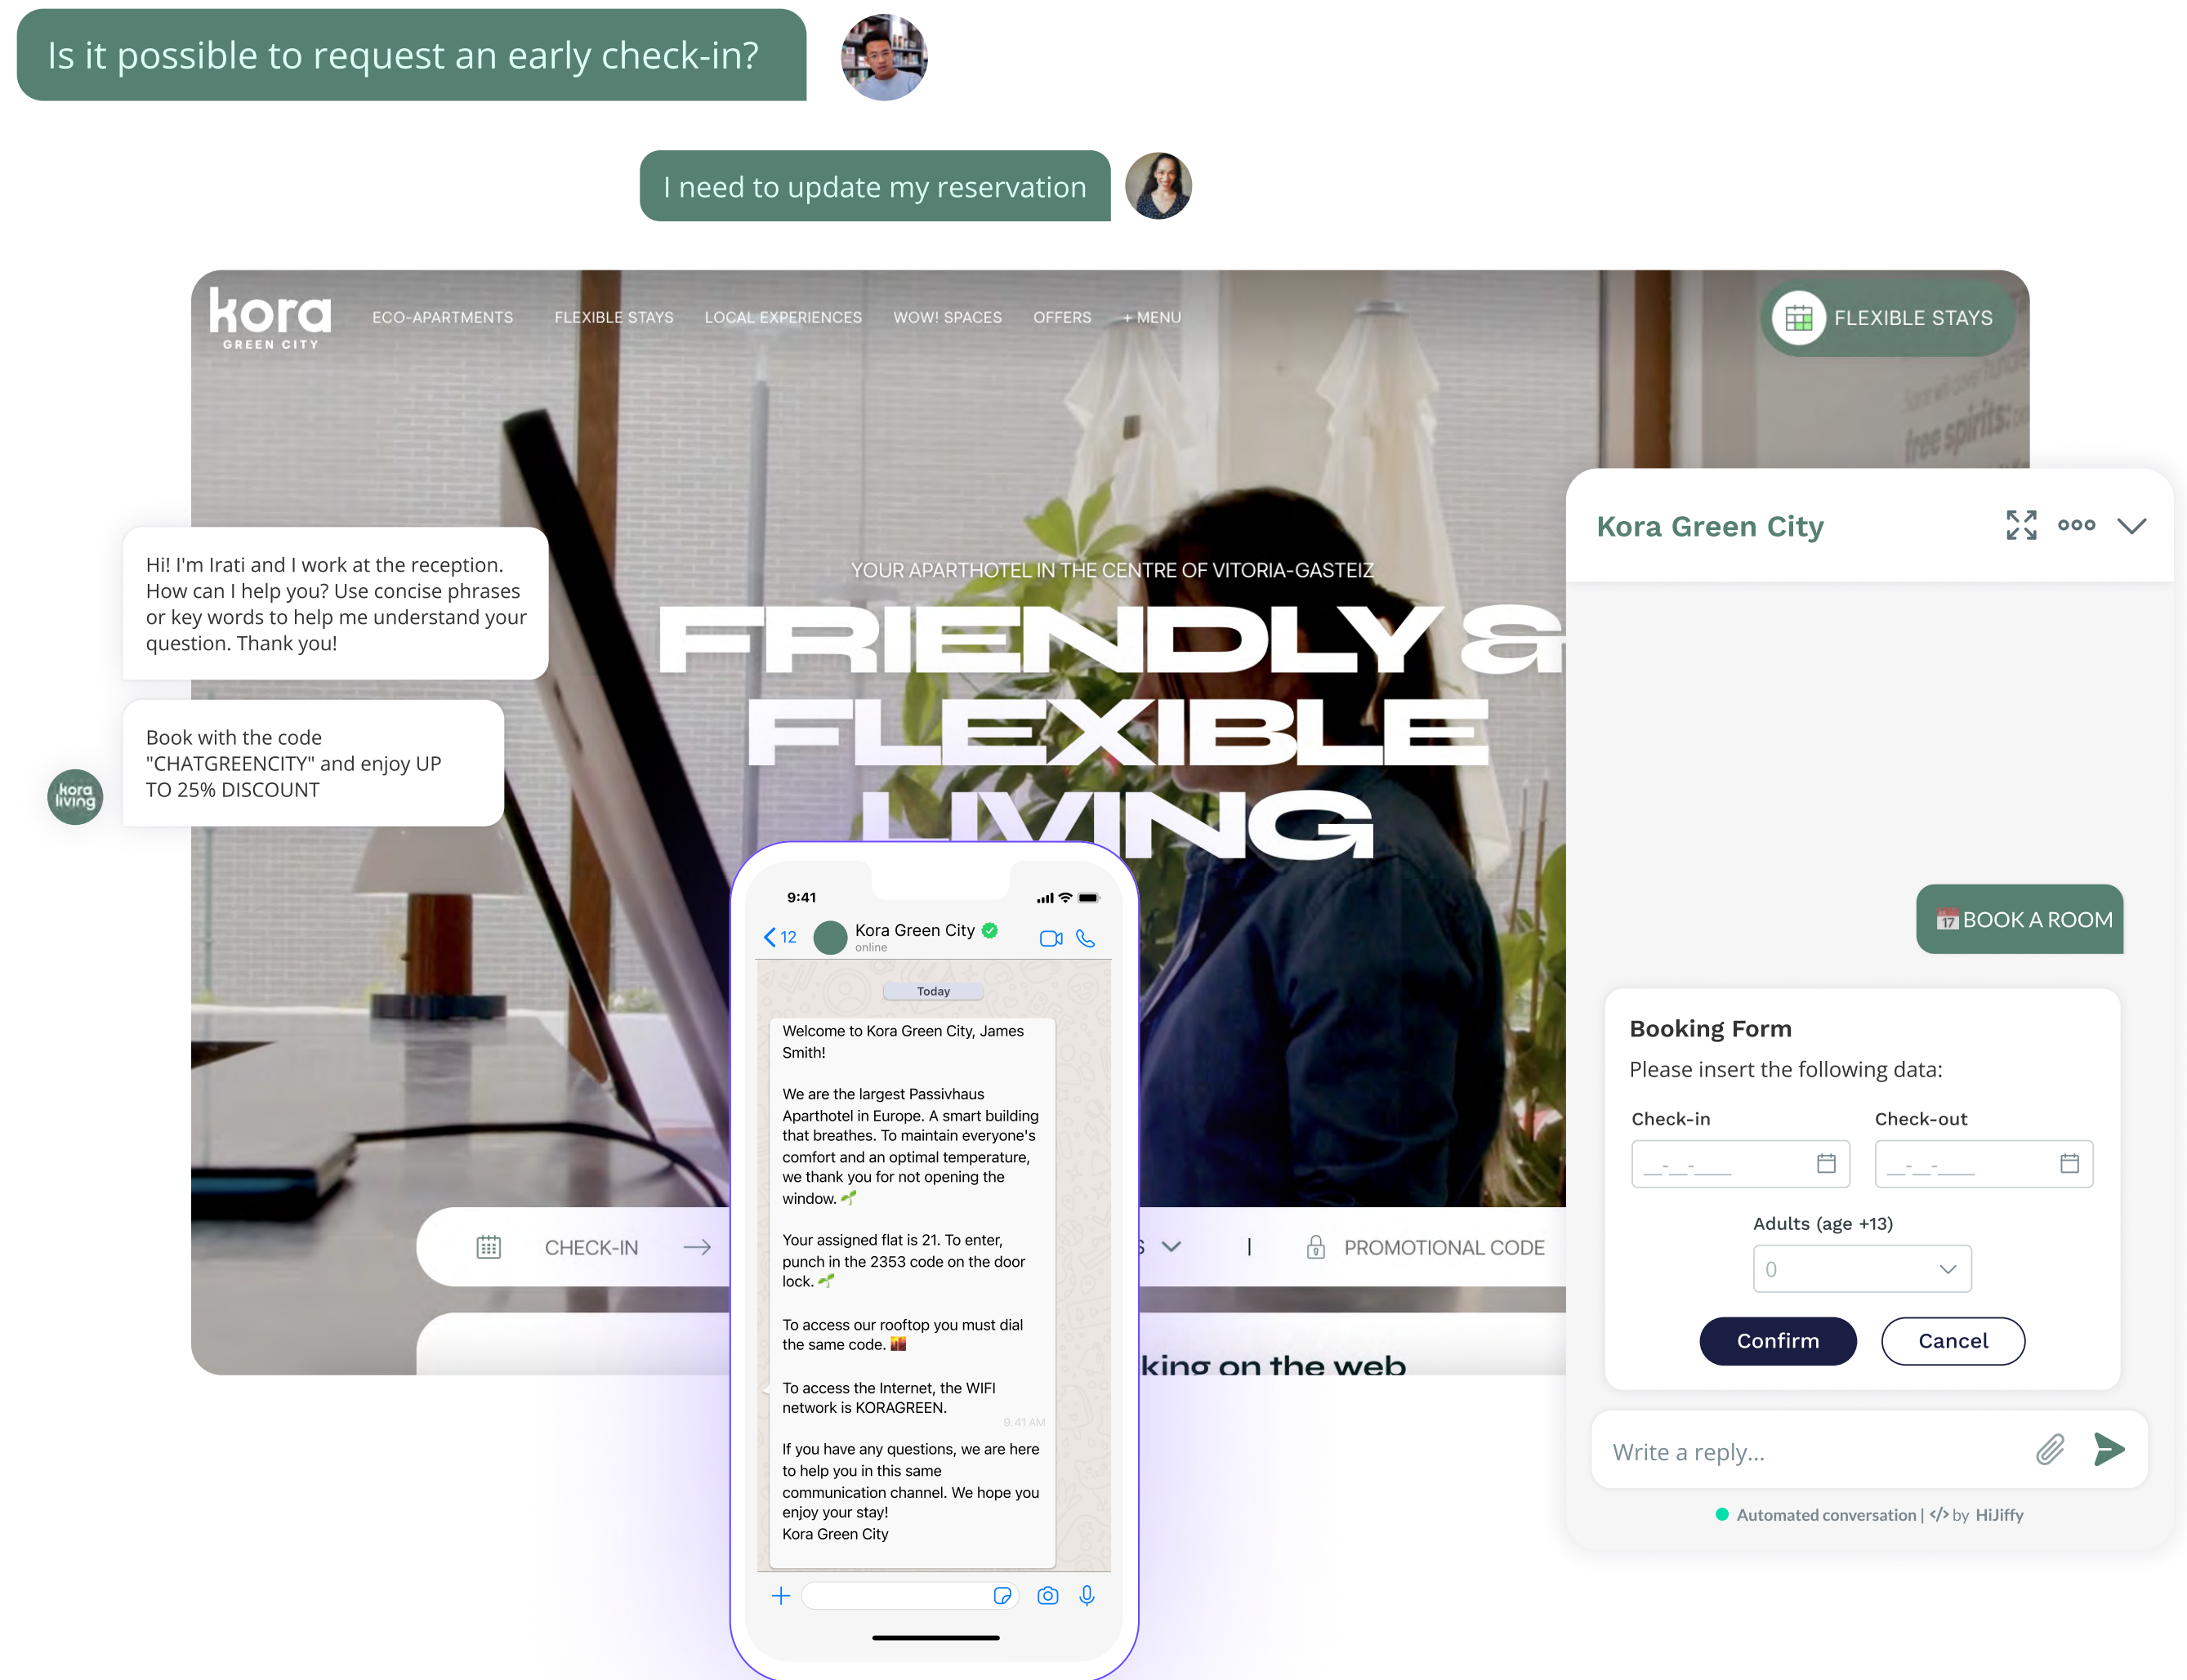 Is it possible to request an early check-in?
I need to update my reservation
kora
GREEN CITY
ECO-APARTMENTS
FLEXIBLE STAYS
LOCAL EXPERIENCES
WOW! SPACES
OFFERS
+ MENU
FLEXIBLE STAYS
free spirits:
Hi! I'm Irati and I work at the reception.
How can I help you? Use concise phrases
or key words to help me understand your
question. Thank you!
Book with the code
"CHATGREENCITY" and enjoy UP
TO 25% DISCOUNT
kora
living
YOUR APARTHOTEL IN THE CENTRE OF VITORIA-GASTEIZ
FRIENDLY &
FLEXIBLE
LIVING
CHECK-IN
S
|
PROMOTIONAL CODE
king on the web
9:41
12
Kora Green City
online
Today
Welcome to Kora Green City, James
Smith!
We are the largest Passivhaus
Aparthotel in Europe. A smart building
that breathes. To maintain everyone's
comfort and an optimal temperature,
we thank you for not opening the
window. 🌱
Your assigned flat is 21. To enter,
punch in the 2353 code on the door
lock. 🌱
To access our rooftop you must dial
the same code. 🌇
To access the Internet, the WIFI
network is KORAGREEN.
9.41 AM
If you have any questions, we are here
to help you in this same
communication channel. We hope you
enjoy your stay!
Kora Green City
Kora Green City
📅 BOOK A ROOM
Booking Form
Please insert the following data:
Check-in
Check-out
__-__-____
__-__-____
Adults (age +13)
0
Confirm
Cancel
Write a reply...
Automated conversation | </> by HiJiffy